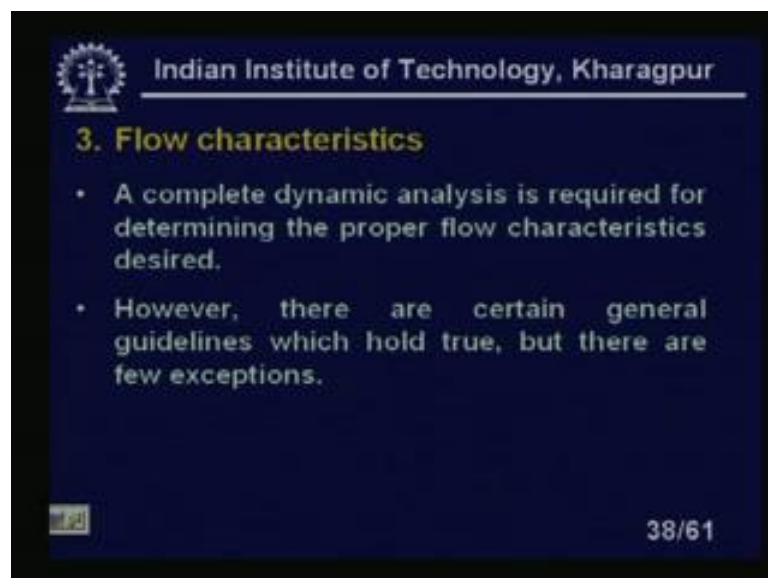 Indian Institute of Technology, Kharagpur
3. Flow characteristics
• A complete dynamic analysis is required for
determining the proper flow characteristics
desired.
• However, there are certain general
guidelines which hold true, but there are
few exceptions.
38/61